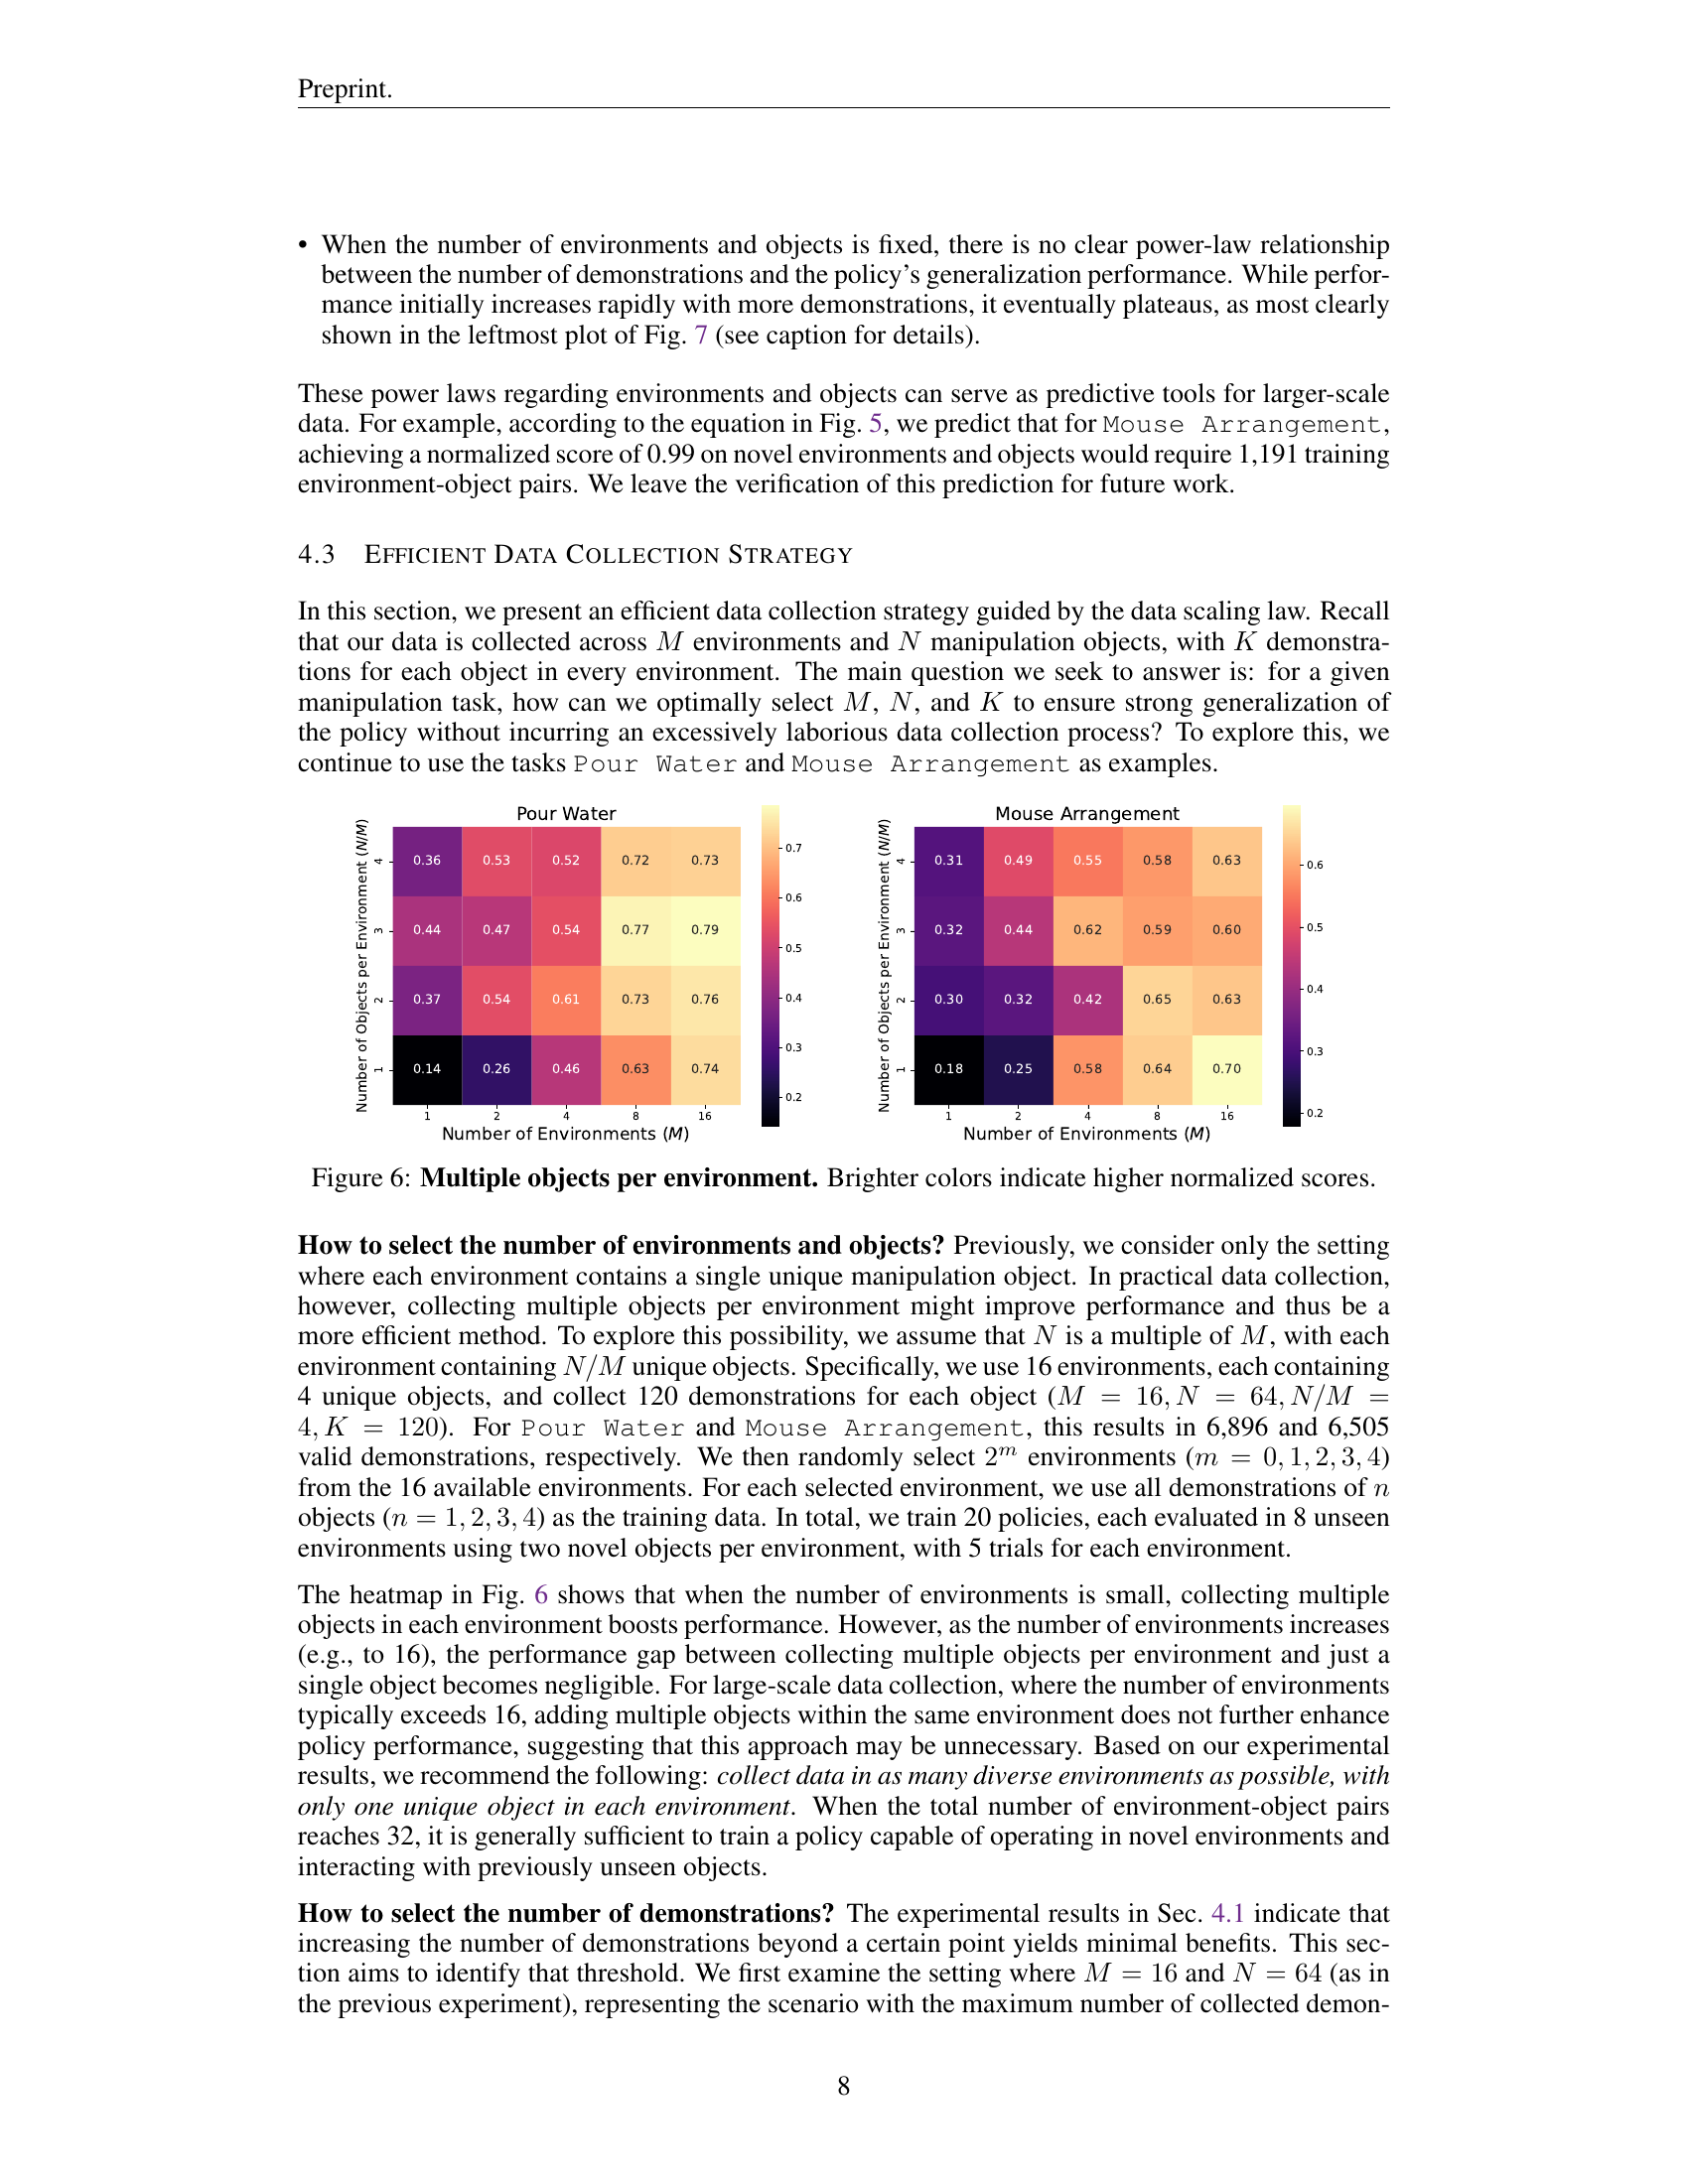 Preprint.
• When the number of environments and objects is fixed, there is no clear power-law relationship
between the number of demonstrations and the policy's generalization performance. While perfor-
mance initially increases rapidly with more demonstrations, it eventually plateaus, as most clearly
shown in the leftmost plot of Fig. 7 (see caption for details).
These power laws regarding environments and objects can serve as predictive tools for larger-scale
data. For example, according to the equation in Fig. 5, we predict that for Mouse Arrangement,
achieving a normalized score of 0.99 on novel environments and objects would require 1,191 training
environment-object pairs. We leave the verification of this prediction for future work.
4.3 EFFICIENT DATA COLLECTION STRATEGY
In this section, we present an efficient data collection strategy guided by the data scaling law. Recall
that our data is collected across M environments and N manipulation objects, with K demonstra-
tions for each object in every environment. The main question we seek to answer is: for a given
manipulation task, how can we optimally select M, N, and K to ensure strong generalization of
the policy without incurring an excessively laborious data collection process? To explore this, we
continue to use the tasks Pour Water and Mouse Arrangement as examples.
Pour Water
Number of Objects per Environment (N/M)
4 0.36 0.53 0.52 0.72 0.73
3 0.44 0.47 0.54 0.77 0.79
2 0.37 0.54 0.61 0.73 0.76
1 0.14 0.26 0.46 0.63 0.74
1 2 4 8 16
Number of Environments (M)
0.7
0.6
0.5
0.4
0.3
0.2
Mouse Arrangement
Number of Objects per Environment (N/M)
4 0.31 0.49 0.55 0.58 0.63
3 0.32 0.44 0.62 0.59 0.60
2 0.30 0.32 0.42 0.65 0.63
1 0.18 0.25 0.58 0.64 0.70
1 2 4 8 16
Number of Environments (M)
0.6
0.5
0.4
0.3
0.2
Figure 6: Multiple objects per environment. Brighter colors indicate higher normalized scores.
How to select the number of environments and objects? Previously, we consider only the setting
where each environment contains a single unique manipulation object. In practical data collection,
however, collecting multiple objects per environment might improve performance and thus be a
more efficient method. To explore this possibility, we assume that N is a multiple of M, with each
environment containing N/M unique objects. Specifically, we use 16 environments, each containing
4 unique objects, and collect 120 demonstrations for each object (M = 16, N = 64, N/M =
4, K = 120). For Pour Water and Mouse Arrangement, this results in 6,896 and 6,505
valid demonstrations, respectively. We then randomly select 2^m environments (m = 0, 1, 2, 3, 4)
from the 16 available environments. For each selected environment, we use all demonstrations of n
objects (n = 1, 2, 3, 4) as the training data. In total, we train 20 policies, each evaluated in 8 unseen
environments using two novel objects per environment, with 5 trials for each environment.
The heatmap in Fig. 6 shows that when the number of environments is small, collecting multiple
objects in each environment boosts performance. However, as the number of environments increases
(e.g., to 16), the performance gap between collecting multiple objects per environment and just a
single object becomes negligible. For large-scale data collection, where the number of environments
typically exceeds 16, adding multiple objects within the same environment does not further enhance
policy performance, suggesting that this approach may be unnecessary. Based on our experimental
results, we recommend the following: collect data in as many diverse environments as possible, with
only one unique object in each environment. When the total number of environment-object pairs
reaches 32, it is generally sufficient to train a policy capable of operating in novel environments and
interacting with previously unseen objects.
How to select the number of demonstrations? The experimental results in Sec. 4.1 indicate that
increasing the number of demonstrations beyond a certain point yields minimal benefits. This sec-
tion aims to identify that threshold. We first examine the setting where M = 16 and N = 64 (as in
the previous experiment), representing the scenario with the maximum number of collected demon-
8